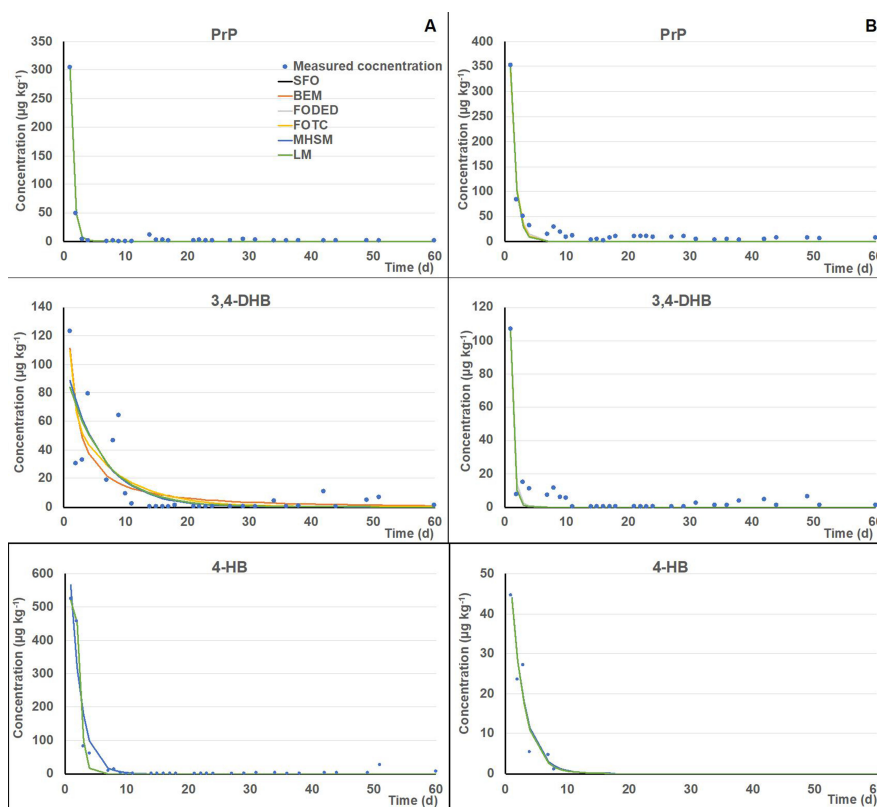 PrP A
Concentration (µg kg⁻¹)
350
300
250
200
150
100
50
0
0 10 20 30 40 50 60
Time (d)
Measured cocnentration
SFO
BEM
FODED
FOTC
MHSM
LM
PrP B
Concentration (µg kg⁻¹)
400
350
300
250
200
150
100
50
0
0 10 20 30 40 50 60
Time (d)
3,4-DHB
Concentration (µg kg⁻¹)
140
120
100
80
60
40
20
0
0 10 20 30 40 50 60
Time (d)
3,4-DHB
Concentration (µg kg⁻¹)
120
100
80
60
40
20
0
0 10 20 30 40 50 60
Time (d)
4-HB
Concentration (µg kg⁻¹)
600
500
400
300
200
100
0
0 10 20 30 40 50 60
Time (d)
4-HB
Concentration (µg kg⁻¹)
50
40
30
20
10
0
0 10 20 30 40 50 60
Time (d)